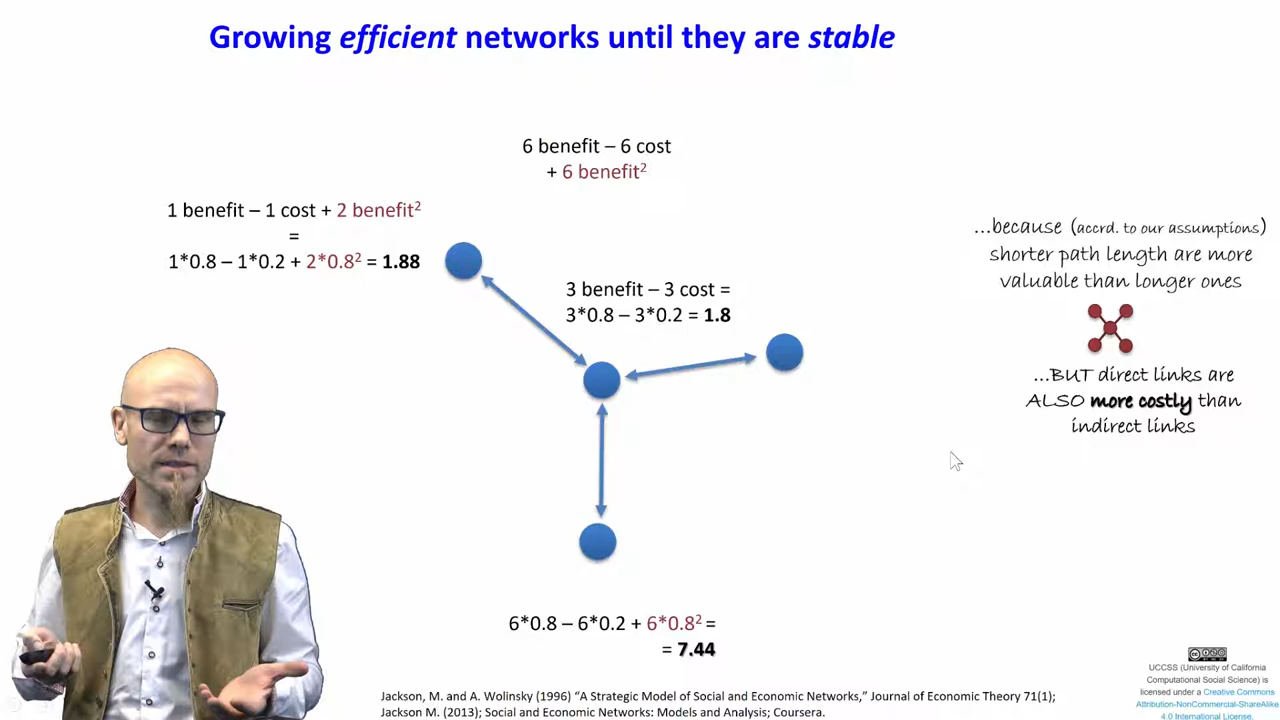 Growing efficient networks until they are stable
6 benefit – 6 cost
+ 6 benefit²
1 benefit – 1 cost + 2 benefit²
=
1*0.8 – 1*0.2 + 2*0.8² = 1.88
3 benefit – 3 cost =
3*0.8 – 3*0.2 = 1.8
...because (accrd. to our assumptions)
shorter path length are more
valuable than longer ones
...BUT direct links are
ALSO more costly than
indirect links
6*0.8 – 6*0.2 + 6*0.8² =
= 7.44
Jackson, M. and A. Wolinsky (1996) “A Strategic Model of Social and Economic Networks,” Journal of Economic Theory 71(1);
Jackson M. (2013); Social and Economic Networks: Models and Analysis; Coursera.
UCCSS (University of California
Computational Social Science) is
licensed under a Creative Commons
Attribution-NonCommercial-ShareAlike
4.0 International License.